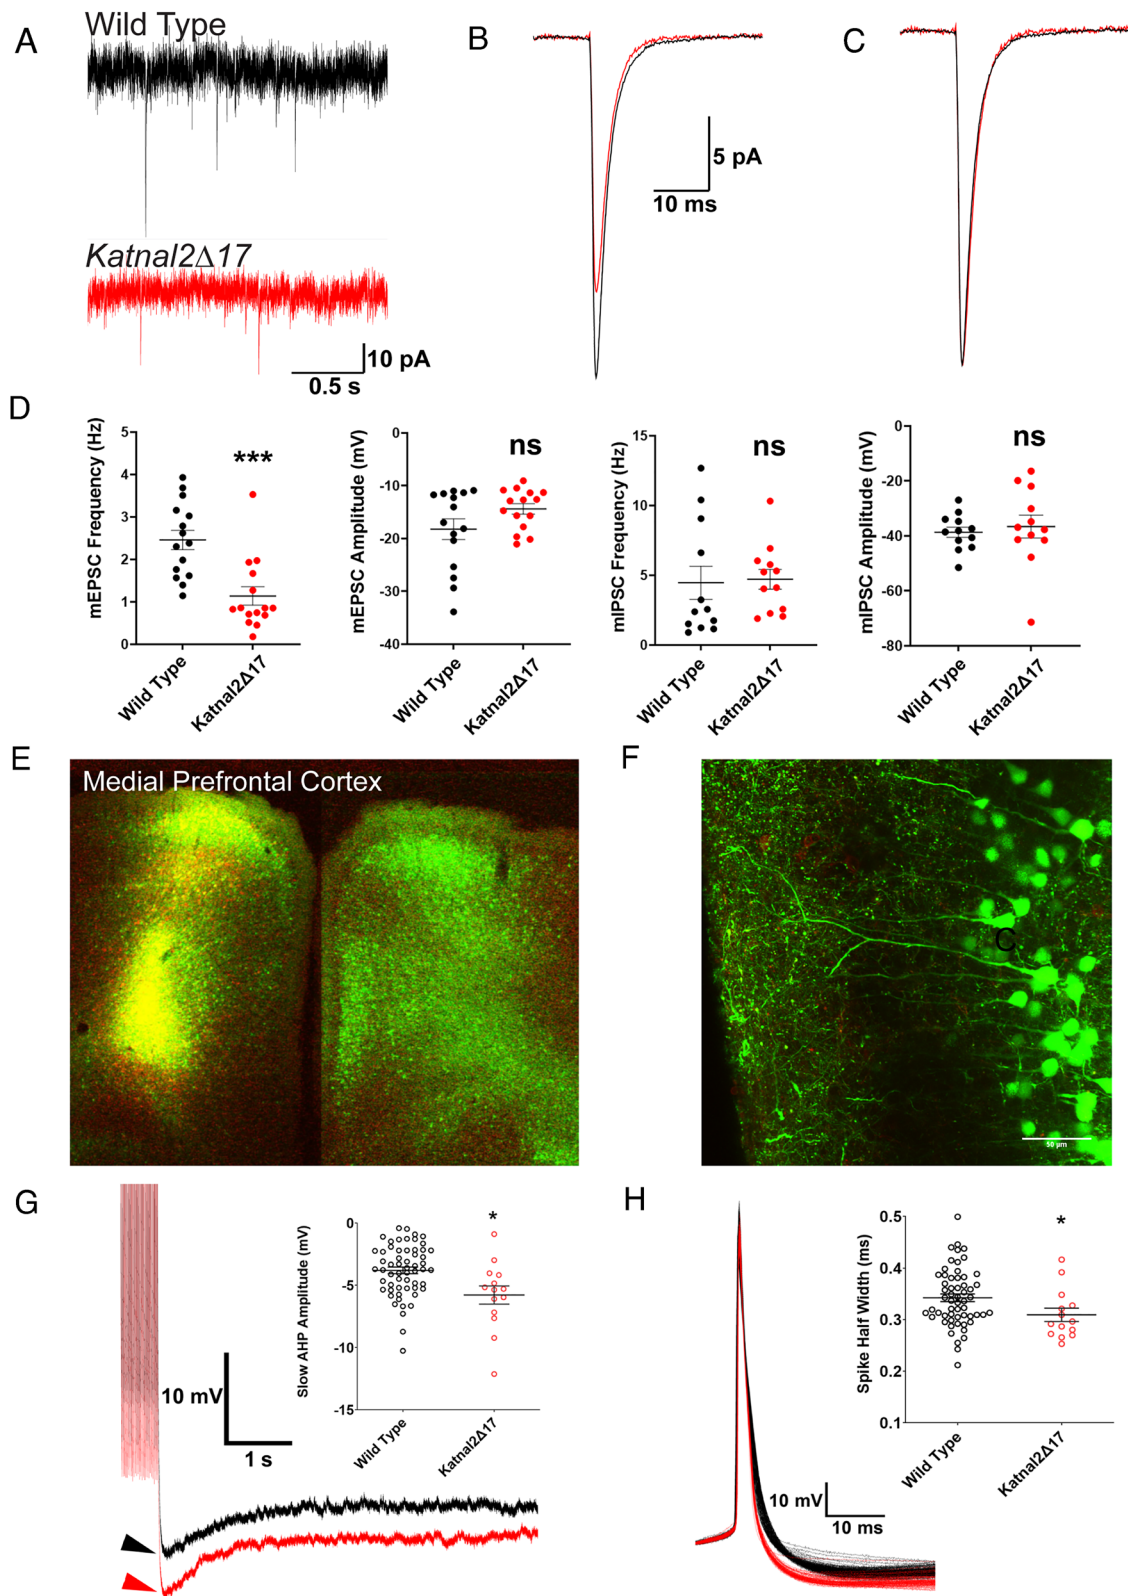 A
Wild Type
Katnal2Δ17
10 pA
0.5 s
B
5 pA
10 ms
C
D
mEPSC Frequency (Hz)
5
4
3
2
1
0
***
Wild Type
Katnal2Δ17
mEPSC Amplitude (mV)
0
-10
-20
-30
-40
ns
Wild Type
Katnal2Δ17
mIPSC Frequency (Hz)
15
10
5
0
ns
Wild Type
Katnal2Δ17
mIPSC Amplitude (mV)
0
-20
-40
-60
-80
ns
Wild Type
Katnal2Δ17
E
Medial Prefrontal Cortex
F
C
50 µm
G
10 mV
1 s
Slow AHP Amplitude (mV)
0
-5
-10
-15
*
Wild Type
Katnal2Δ17
H
10 mV
10 ms
Spike Half Width (ms)
0.5
0.4
0.3
0.2
0.1
*
Wild Type
Katnal2Δ17